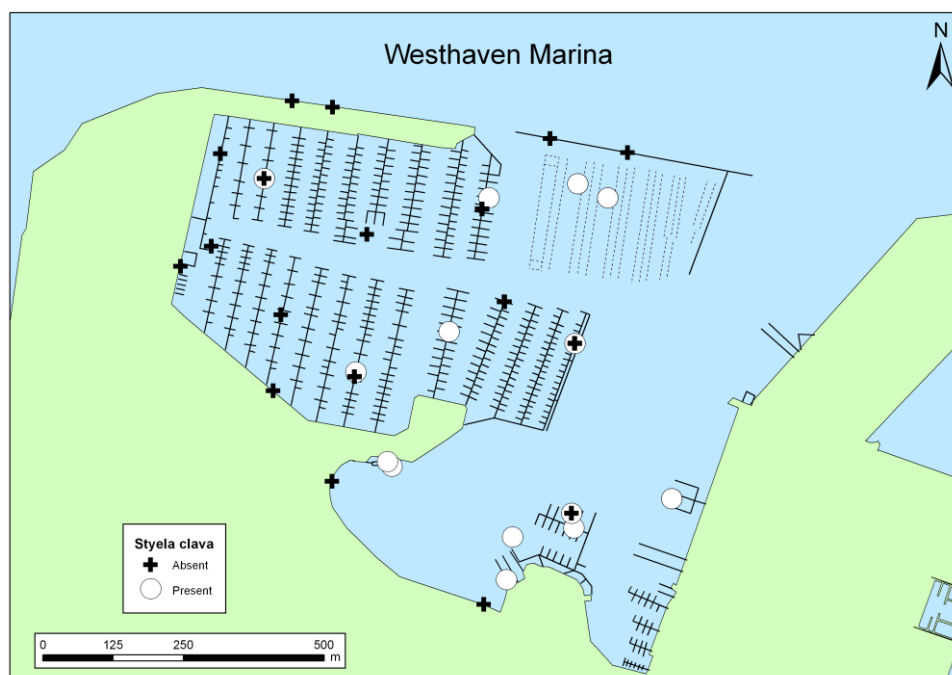 Westhaven Marina
N
Styela clava
Absent
Present
0 125 250 500
m